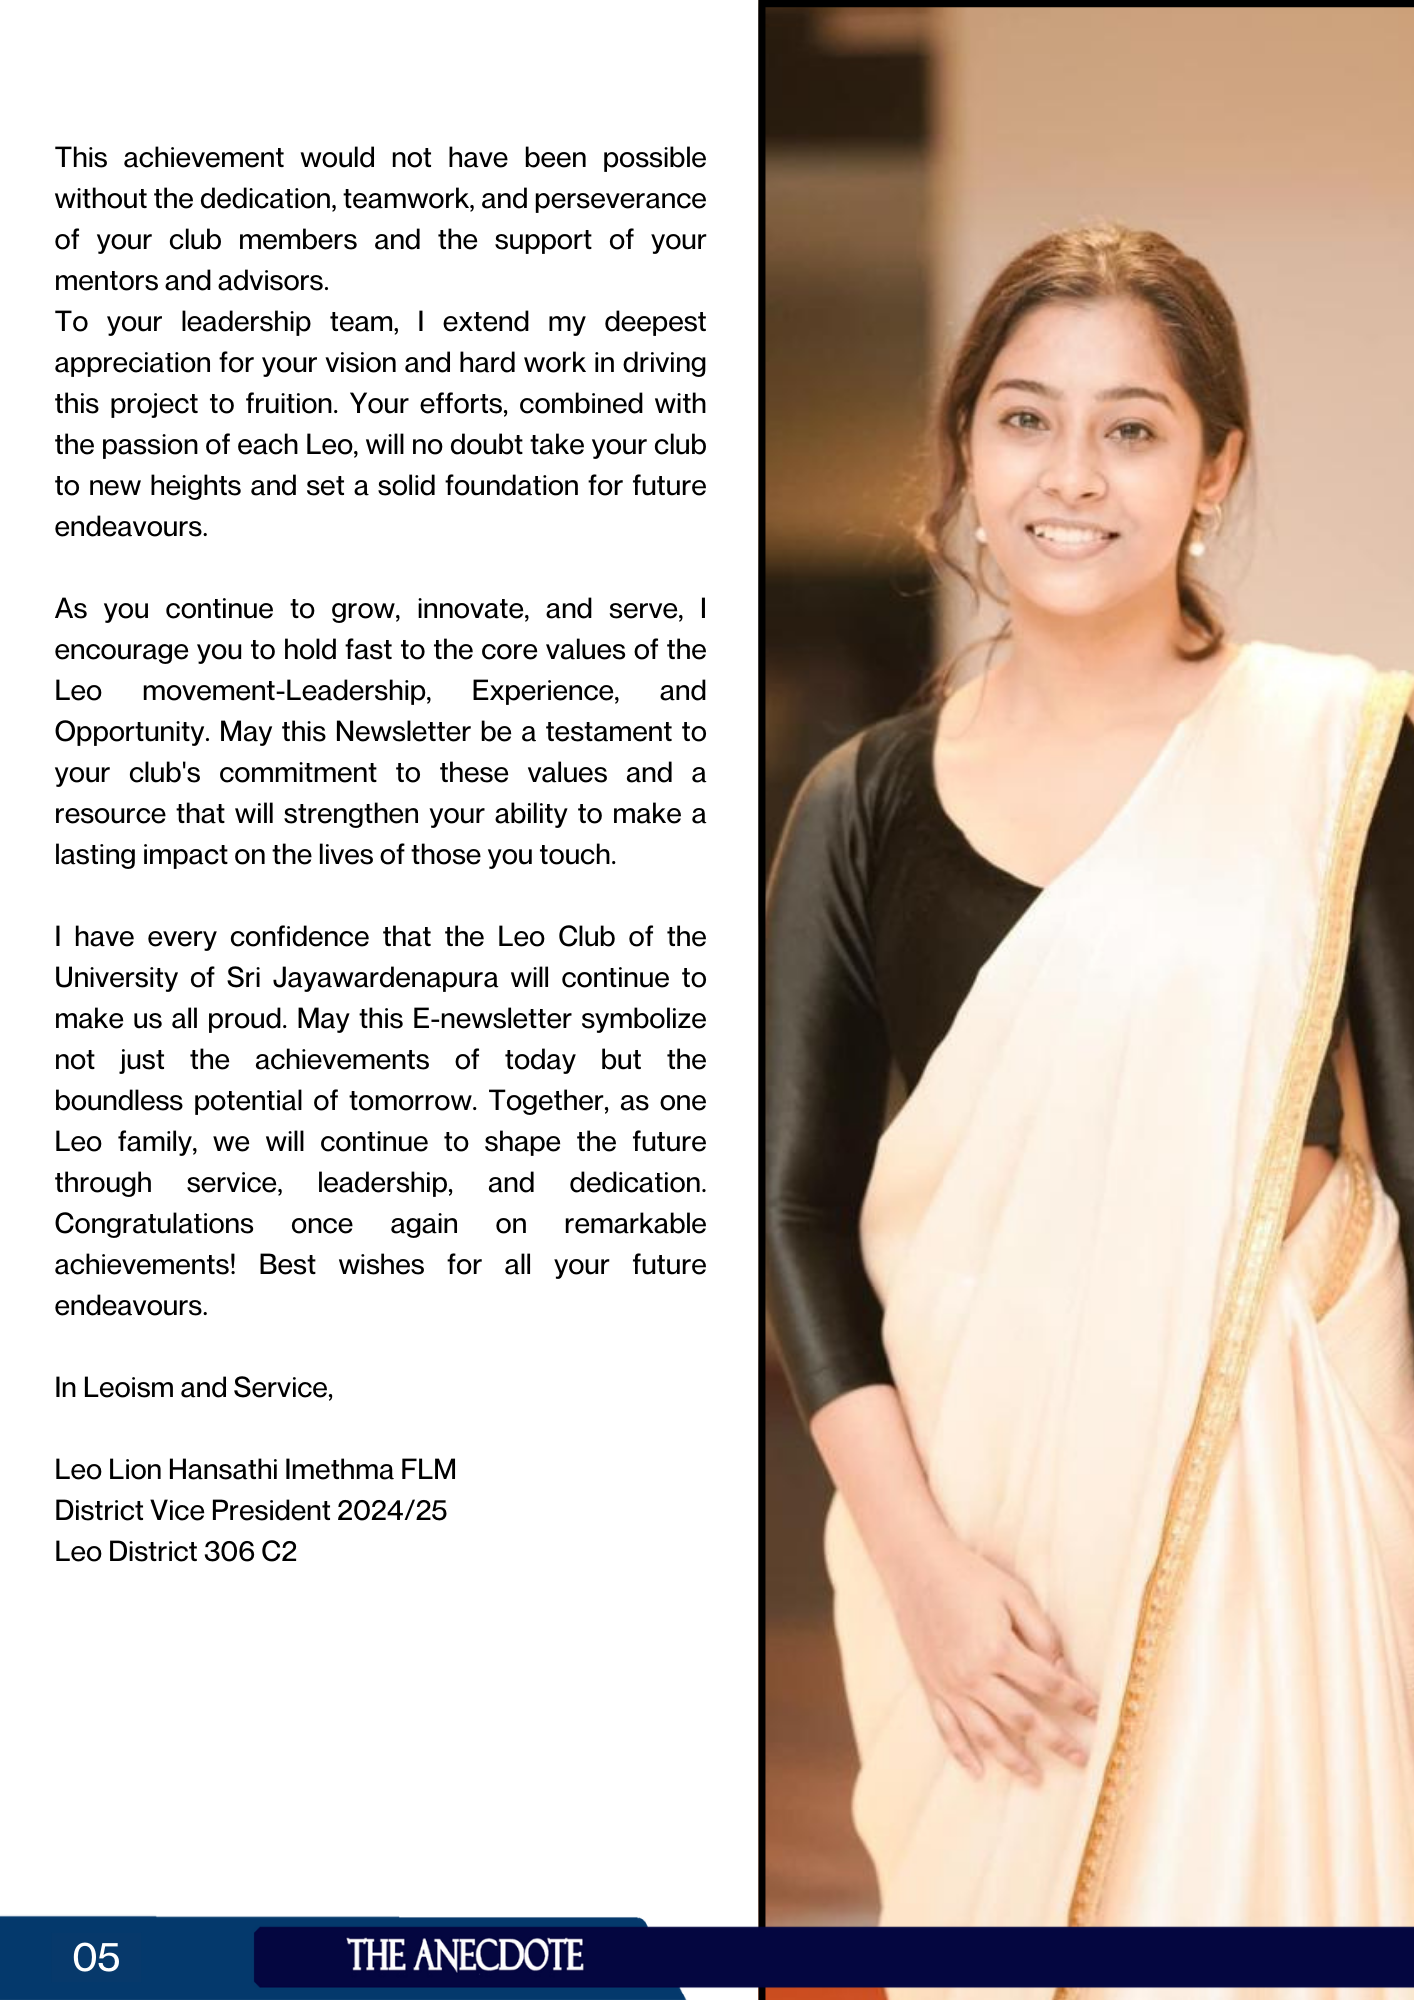 This achievement would not have been possible
without the dedication, teamwork, and perseverance
of your club members and the support of your
mentors and advisors.
To your leadership team, I extend my deepest
appreciation for your vision and hard work in driving
this project to fruition. Your efforts, combined with
the passion of each Leo, will no doubt take your club
to new heights and set a solid foundation for future
endeavours.
As you continue to grow, innovate, and serve, I
encourage you to hold fast to the core values of the
Leo movement-Leadership, Experience, and
Opportunity. May this Newsletter be a testament to
your club's commitment to these values and a
resource that will strengthen your ability to make a
lasting impact on the lives of those you touch.
I have every confidence that the Leo Club of the
University of Sri Jayawardenapura will continue to
make us all proud. May this E-newsletter symbolize
not just the achievements of today but the
boundless potential of tomorrow. Together, as one
Leo family, we will continue to shape the future
through service, leadership, and dedication.
Congratulations once again on remarkable
achievements! Best wishes for all your future
endeavours.
In Leoism and Service,
Leo Lion Hansathi Imethma FLM
District Vice President 2024/25
Leo District 306 C2
05
THE ANECDOTE